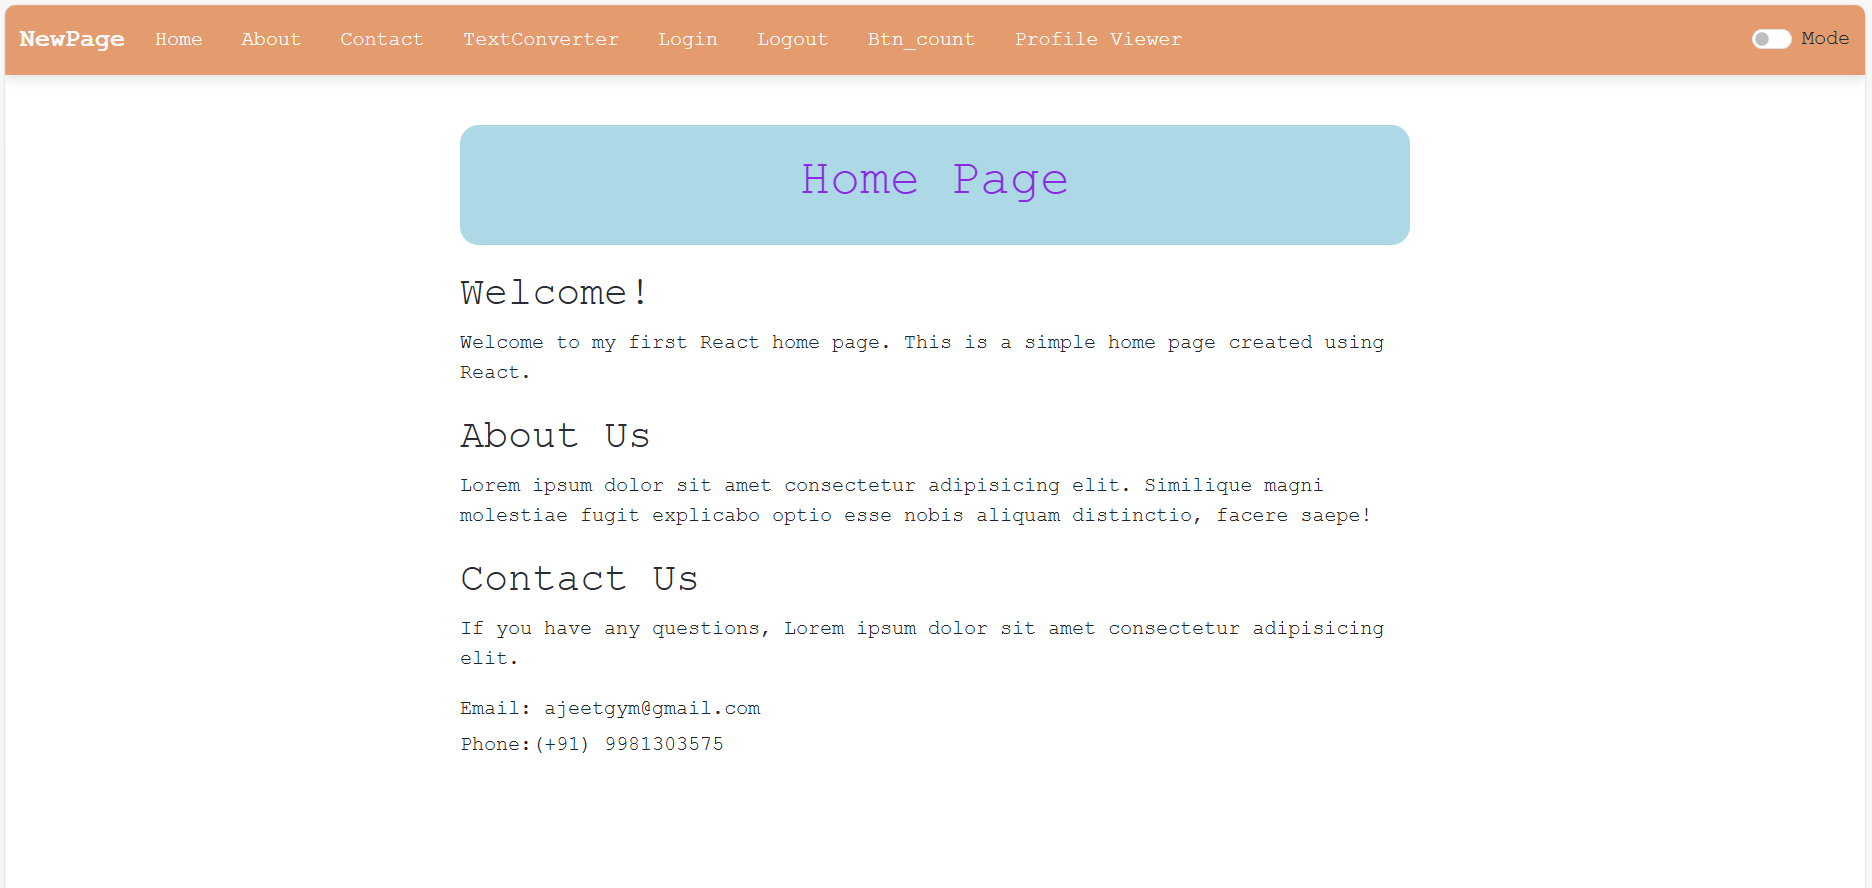 NewPage Home About Contact TextConverter Login Logout Btn_count Profile Viewer Mode
Home Page
Welcome!
Welcome to my first React home page. This is a simple home page created using
React.
About Us
Lorem ipsum dolor sit amet consectetur adipisicing elit. Similique magni
molestiae fugit explicabo optio esse nobis aliquam distinctio, facere saepe!
Contact Us
If you have any questions, Lorem ipsum dolor sit amet consectetur adipisicing
elit.
Email: ajeetgym@gmail.com
Phone:(+91) 9981303575